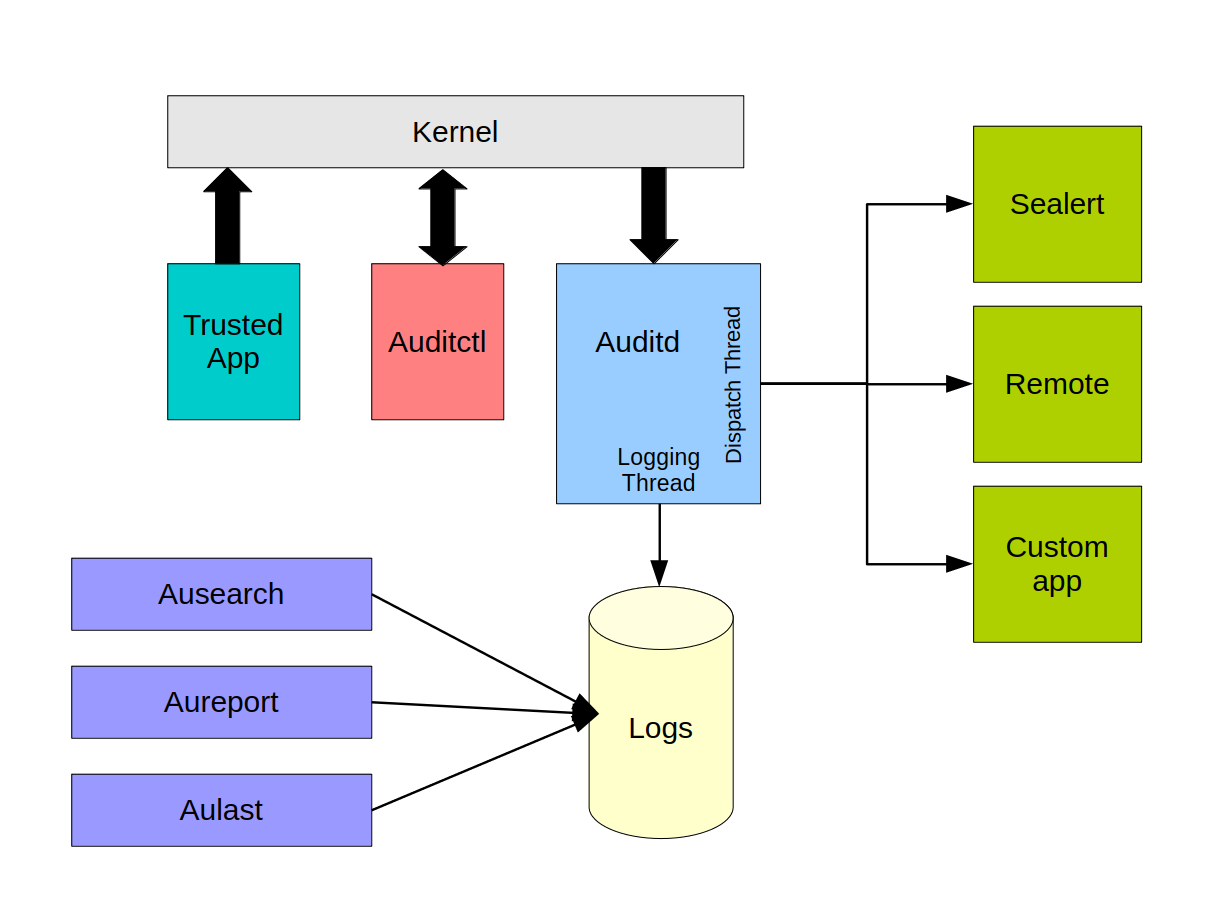 Kernel
Trusted
App
Auditctl
Auditd
Dispatch Thread
Logging
Thread
Sealert
Remote
Custom
app
Ausearch
Aureport
Aulast
Logs